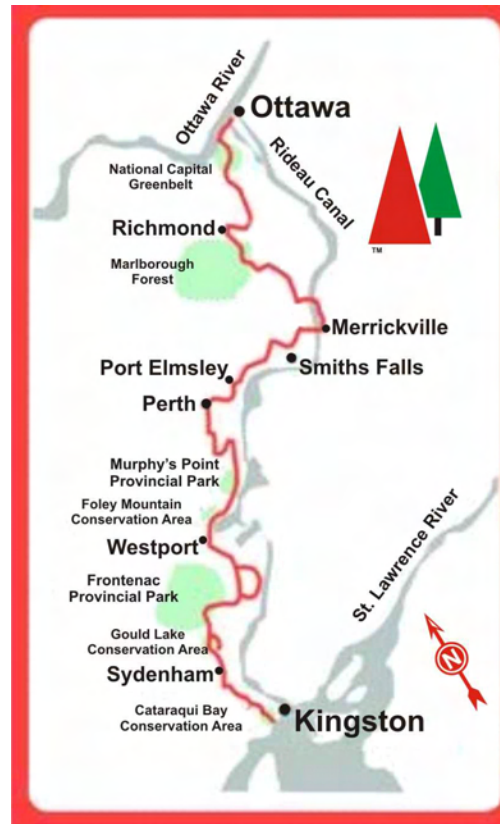 Ottawa River
Ottawa
Rideau Canal
National Capital
Greenbelt
Richmond
Marlborough
Forest
TM
Merrickville
Port Elmsley
Smiths Falls
Perth
Murphy's Point
Provincial Park
Foley Mountain
Conservation Area
Westport
Frontenac
Provincial Park
St. Lawrence River
Gould Lake
Conservation Area
N
Sydenham
Cataraqui Bay
Conservation Area
Kingston